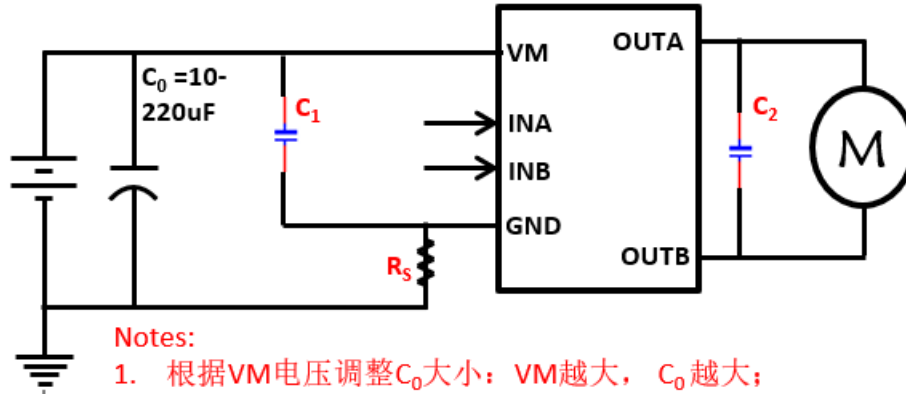 VM
OUTA
C₀ =10-
220uF
C₁
INA
C₂
M
INB
GND
OUTB
Rₛ
Notes:
1. 根据VM电压调整C₀大小：VM越大， C₀越大；